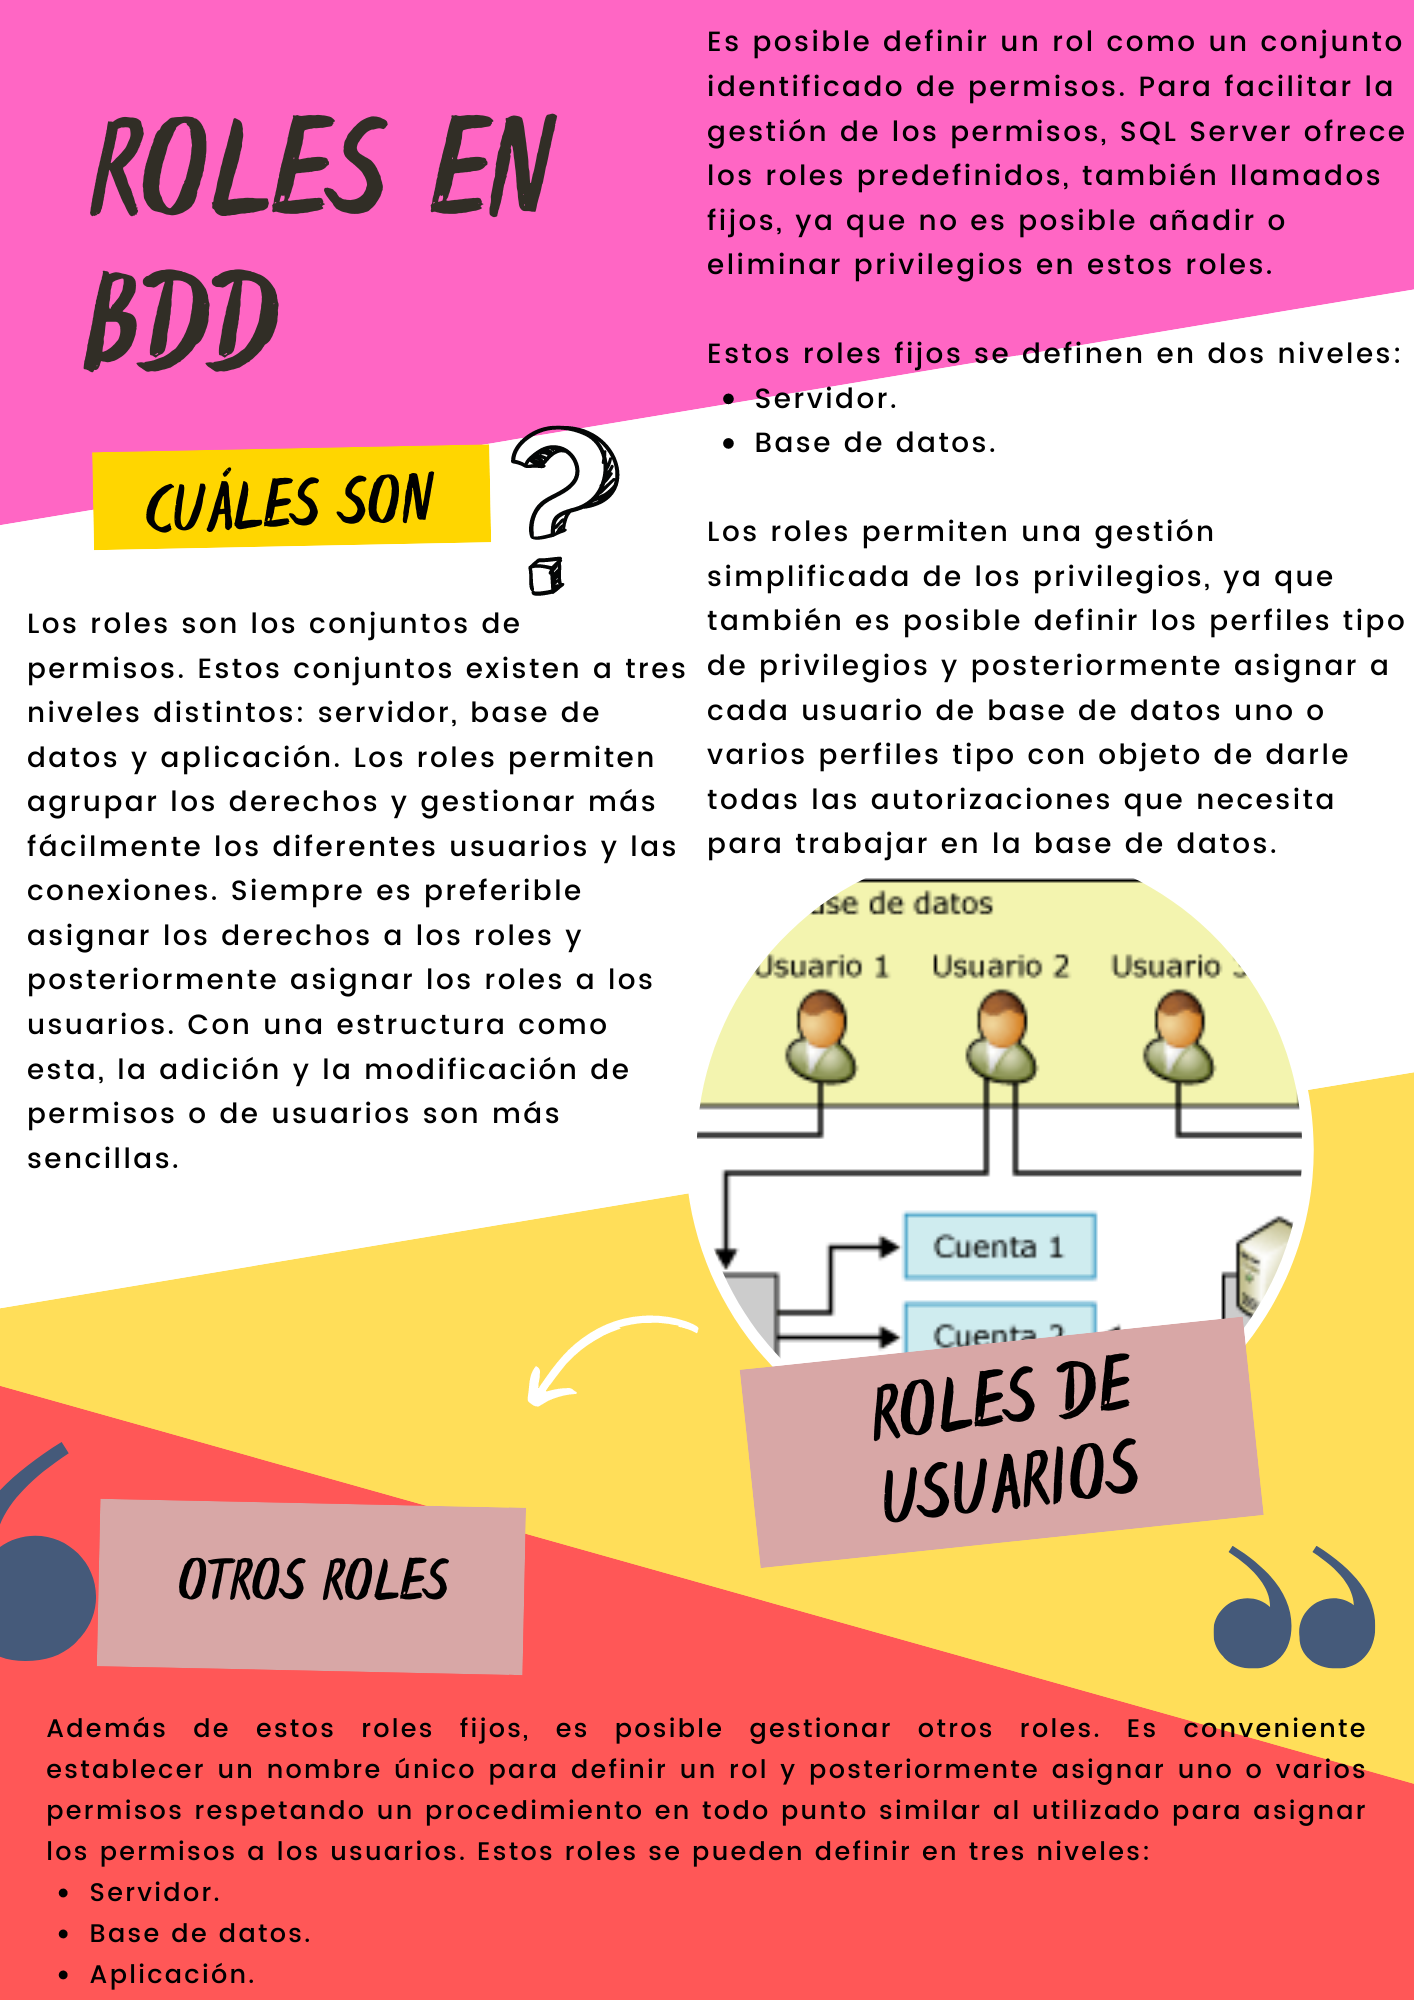 ROLES EN
BDD
CUÁLES SON
?
Los roles son los conjuntos de
permisos. Estos conjuntos existen a tres
niveles distintos: servidor, base de
datos y aplicación. Los roles permiten
agrupar los derechos y gestionar más
fácilmente los diferentes usuarios y las
conexiones. Siempre es preferible
asignar los derechos a los roles y
posteriormente asignar los roles a los
usuarios. Con una estructura como
esta, la adición y la modificación de
permisos o de usuarios son más
sencillas.
Es posible definir un rol como un conjunto
identificado de permisos. Para facilitar la
gestión de los permisos, SQL Server ofrece
los roles predefinidos, también llamados
fijos, ya que no es posible añadir o
eliminar privilegios en estos roles.
Estos roles fijos se definen en dos niveles:
• Servidor.
• Base de datos.
Los roles permiten una gestión
simplificada de los privilegios, ya que
también es posible definir los perfiles tipo
de privilegios y posteriormente asignar a
cada usuario de base de datos uno o
varios perfiles tipo con objeto de darle
todas las autorizaciones que necesita
para trabajar en la base de datos.
de datos
Usuario 1 Usuario 2 Usuario 3
Cuenta 1
Cuenta 2
ROLES DE
USUARIOS
OTROS ROLES
“
Además de estos roles fijos, es posible gestionar otros roles. Es conveniente
establecer un nombre único para definir un rol y posteriormente asignar uno o varios
permisos respetando un procedimiento en todo punto similar al utilizado para asignar
los permisos a los usuarios. Estos roles se pueden definir en tres niveles:
• Servidor.
• Base de datos.
• Aplicación.